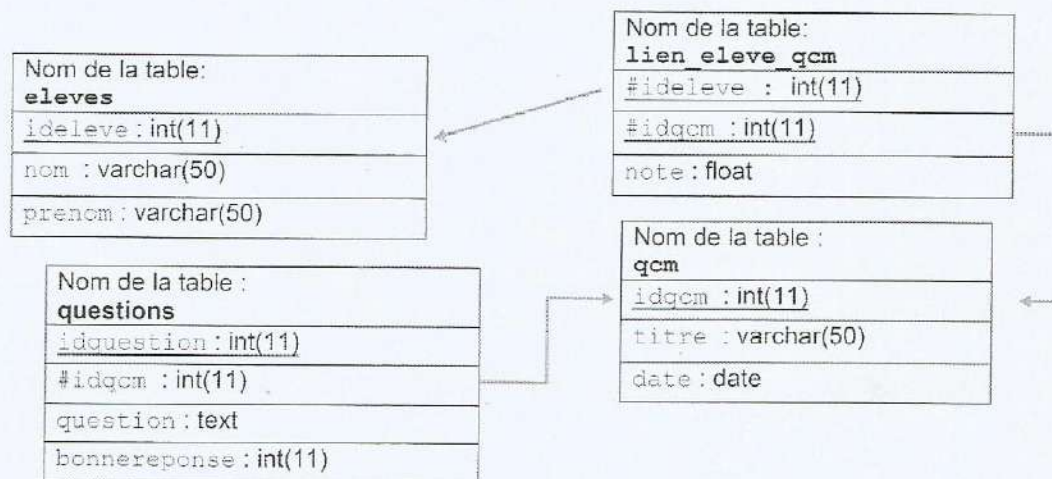 Nom de la table:
eleves
ideleve : int(11)
nom : varchar(50)
prenom : varchar(50)
Nom de la table:
lien_eleve_qcm
#ideleve : int(11)
#idqcm : int(11)
note : float
Nom de la table :
questions
idquestion : int(11)
#idqcm : int(11)
question : text
bonnereponse : int(11)
Nom de la table :
qcm
idqcm : int(11)
titre : varchar(50)
date : date